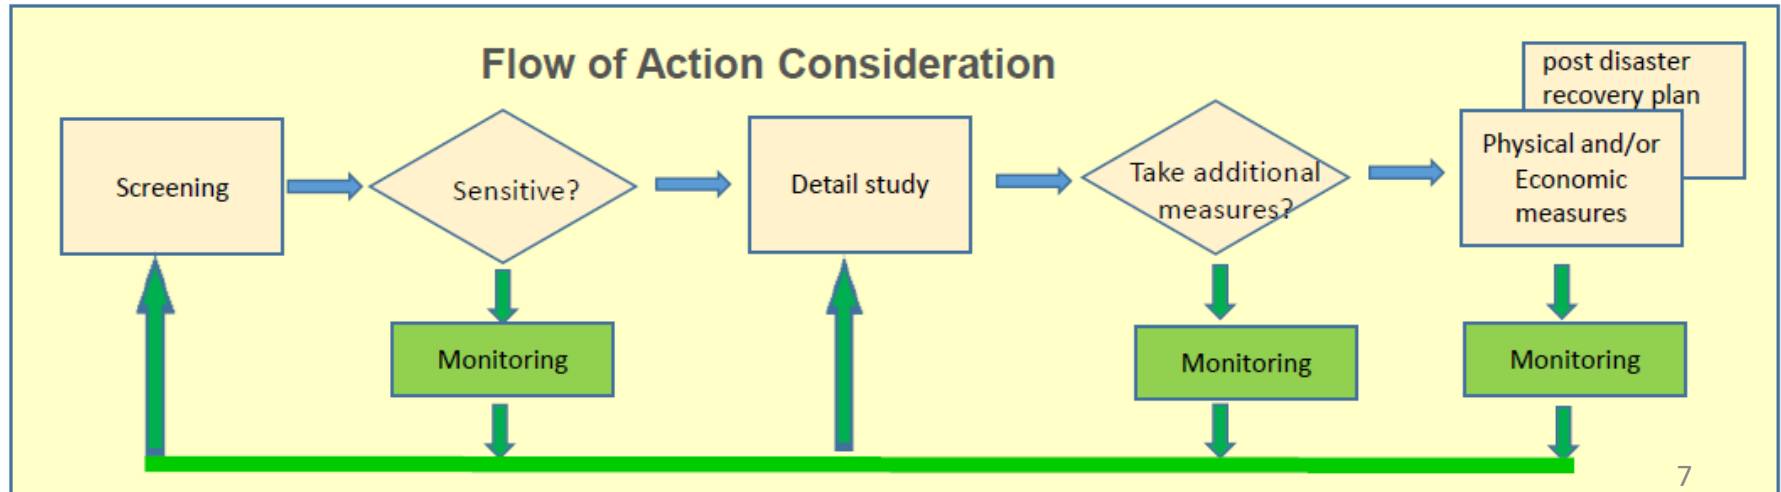 Flow of Action Consideration
post disaster
recovery plan
Screening
Sensitive?
Detail study
Take additional
measures?
Physical and/or
Economic
measures
Monitoring
Monitoring
Monitoring
7